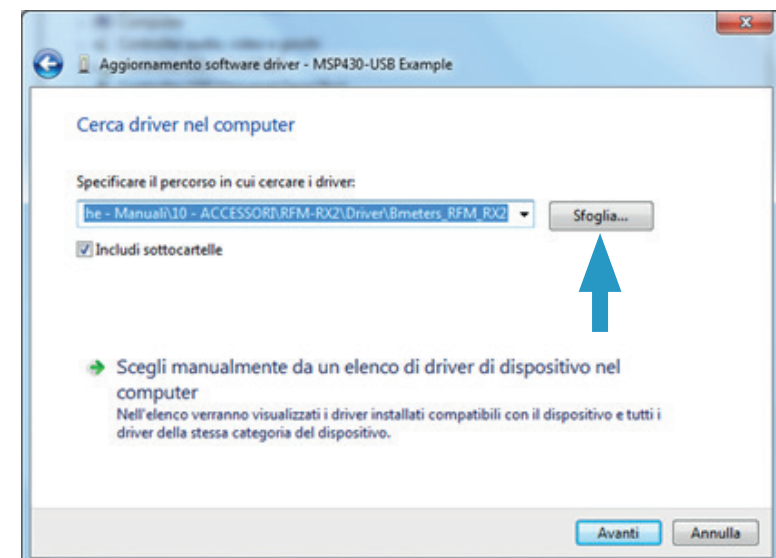 Computer
Aggiornamento software driver - MSP430-USB Example
Cerca driver nel computer
Specificare il percorso in cui cercare i driver:
he - Manuali\10 - ACCESSORI\RFM-RX2\Driver\Bmeters_RFM_RX2
Sfoglia...
Includi sottocartelle
Scegli manualmente da un elenco di driver di dispositivo nel
computer
Nell'elenco verranno visualizzati i driver installati compatibili con il dispositivo e tutti i
driver della stessa categoria del dispositivo.
Avanti
Annulla